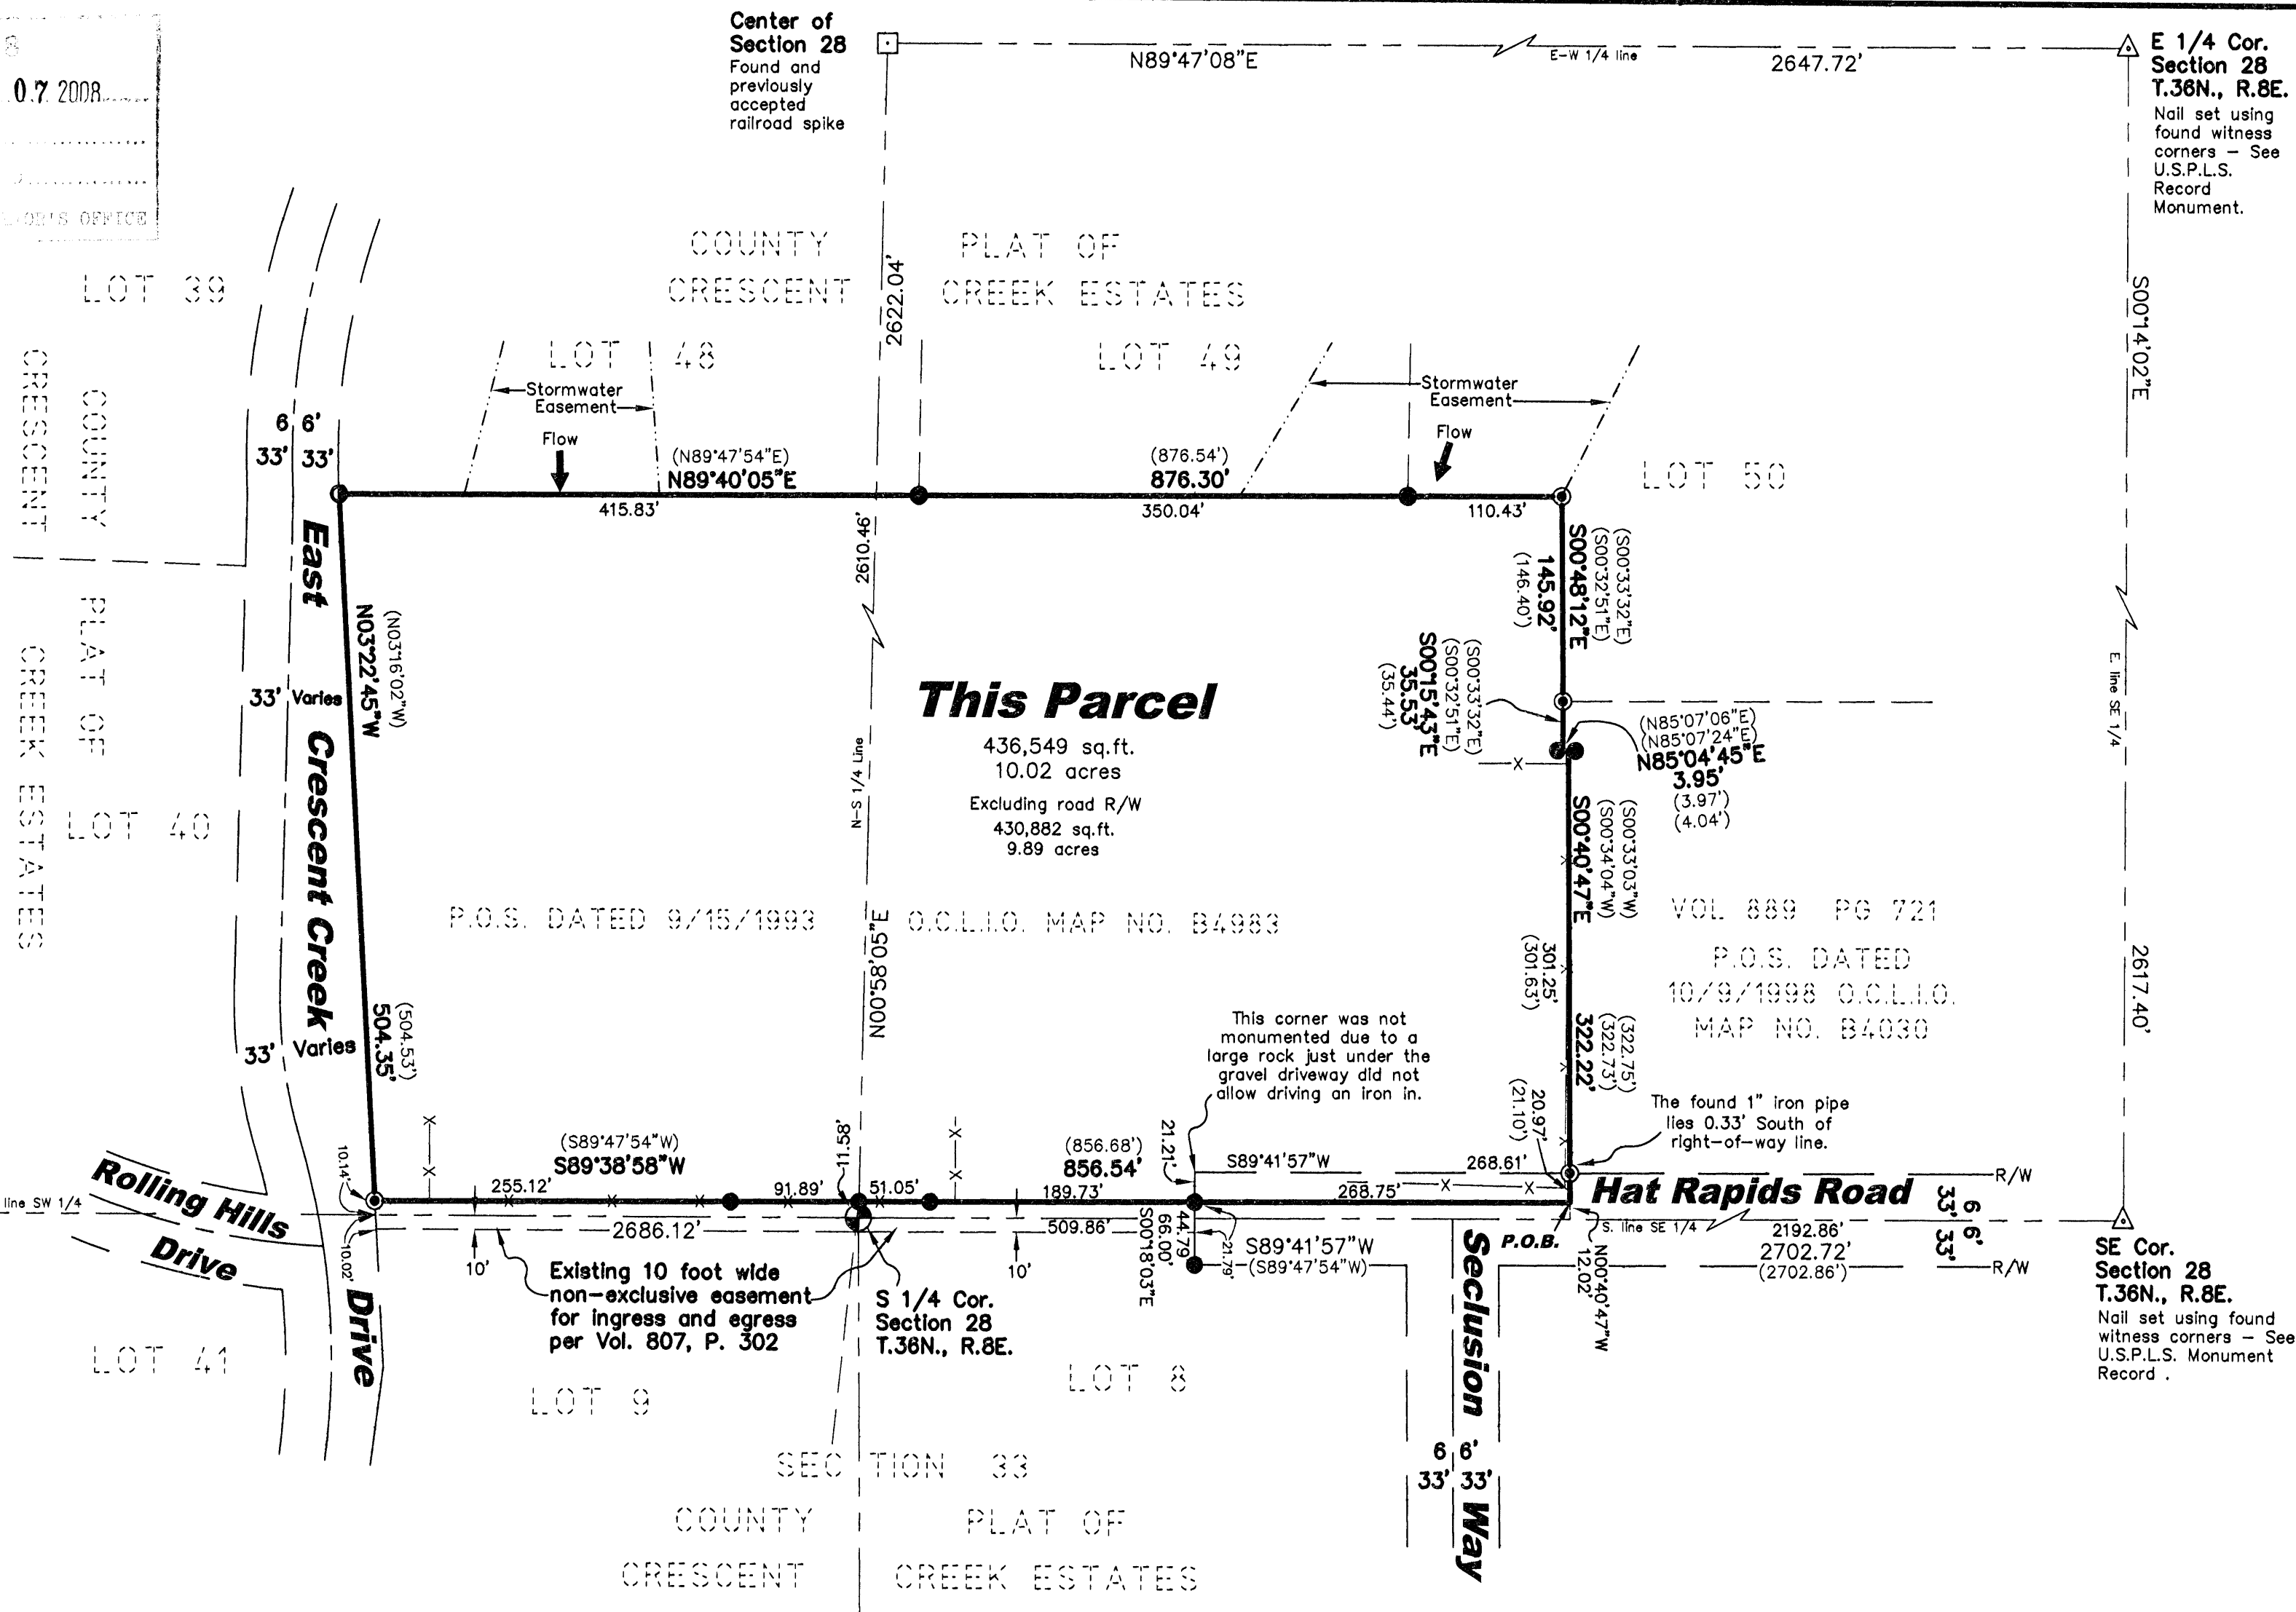 8
07 2008
OR'S OFFICE
Center of
Section 28
Found and
previously
accepted
railroad spike
N89°47'08"E
E-W 1/4 line
2647.72'
E 1/4 Cor.
Section 28
T.36N., R.8E.
Nail set using
found witness
corners – See
U.S.P.L.S.
Record
Monument.
S00°14'02"E
E. line SE 1/4
2617.40'
LOT 39
COUNTY PLAT OF
CRESCENT CREEK ESTATES
2622.04'
LOT 48
LOT 49
Stormwater
Easement
Flow
Stormwater
Easement
Flow
LOT 50
COUNTY PLAT OF
CRESCENT CREEK ESTATES
6 6'
33' 33'
(N89°47'54"E)
N89°40'05"E
(876.54')
876.30'
415.83'
350.04'
110.43'
2610.46'
N-S 1/4 Line
N00°58'05"E
(S00°33'32"E)
(S00°32'51"E)
S00°48'12"E
145.92'
(146.40')
(S00°33'32"E)
(S00°32'51"E)
S00°15'43"E
35.53'
(35.44')
(N85°07'06"E)
(N85°07'24"E)
N85°04'45"E
3.95'
(3.97')
(4.04')
East Crescent Creek Drive
(N03°16'02"W)
N03°22'45"W
33' Varies
33' Varies
(504.53')
504.35'
LOT 40
This Parcel
436,549 sq.ft.
10.02 acres
Excluding road R/W
430,882 sq.ft.
9.89 acres
P.O.S. DATED 9/15/1993 O.C.L.I.O. MAP NO. B4983
(S00°33'03"W)
(S00°34'04"W)
S00°40'47"E
301.25'
(301.63')
(322.75')
(322.73')
322.22'
VOL 889 PG 721
P.O.S. DATED
10/9/1998 O.C.L.I.O.
MAP NO. B4030
This corner was not
monumented due to a
large rock just under the
gravel driveway did not
allow driving an iron in.
20.97'
(21.10')
The found 1" iron pipe
lies 0.33' South of
right-of-way line.
Rolling Hills
Drive
line SW 1/4
10.14'
10.02'
(S89°47'54"W)
S89°38'58"W
255.12'
91.89'
11.58'
51.05'
(856.68')
856.54'
189.73'
21.21'
S89°41'57"W
268.61'
268.75'
Hat Rapids Road
R/W
6 6'
33' 33'
2686.12'
10'
10'
509.86'
44.79'
66.00'
S00°18'03"E
21.79'
S89°41'57"W
(S89°47'54"W)
P.O.B.
S. line SE 1/4
2192.86'
2702.72'
(2702.86')
R/W
N00°40'47"W
12.02'
SE Cor.
Section 28
T.36N., R.8E.
Nail set using found
witness corners – See
U.S.P.L.S. Monument
Record .
Existing 10 foot wide
non-exclusive easement
for ingress and egress
per Vol. 807, P. 302
S 1/4 Cor.
Section 28
T.36N., R.8E.
LOT 41
LOT 9
LOT 8
Seclusion Way
6 6'
33' 33'
SECTION 33
COUNTY PLAT OF
CRESCENT CREEK ESTATES